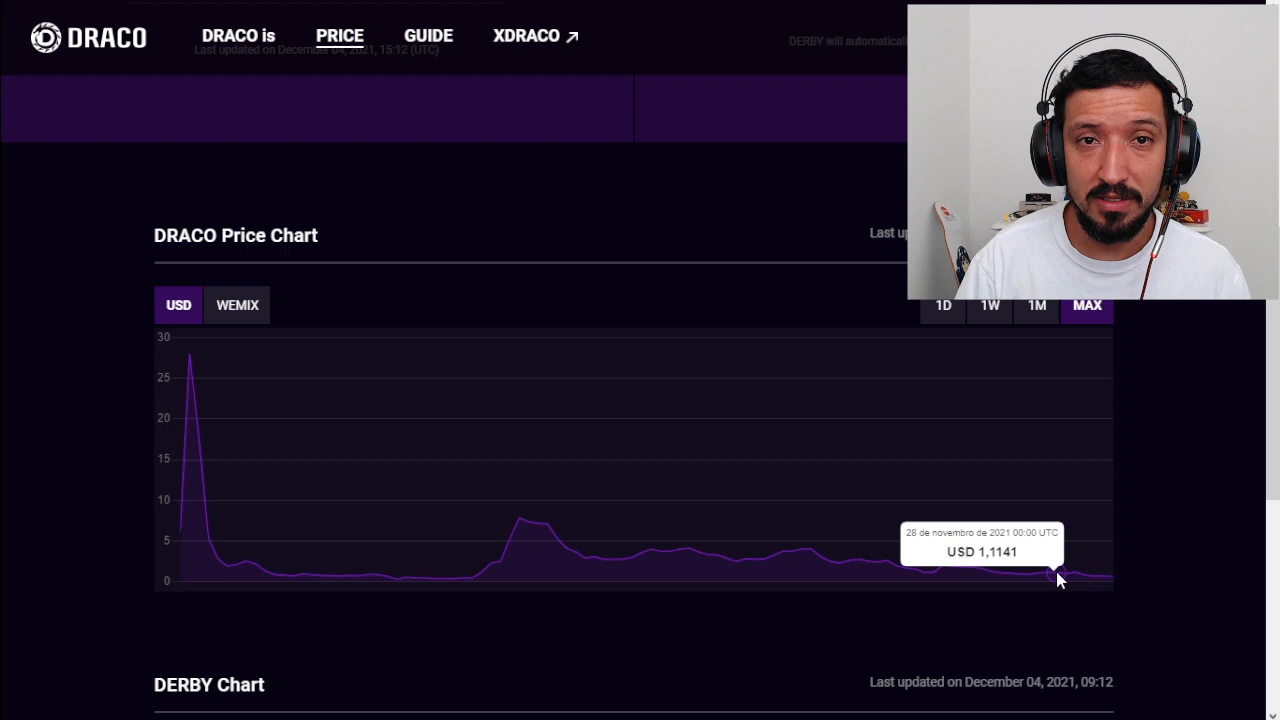 DRACO
DRACO is
PRICE
GUIDE
XDRACO ↗
Last updated on December 04, 2021, 15:12 (UTC)
DERBY will automatical
DRACO Price Chart
Last up
USD
WEMIX
1D
1W
1M
MAX
30
25
20
15
10
5
0
28 de novembro de 2021 00:00 UTC
USD 1,1141
DERBY Chart
Last updated on December 04, 2021, 09:12